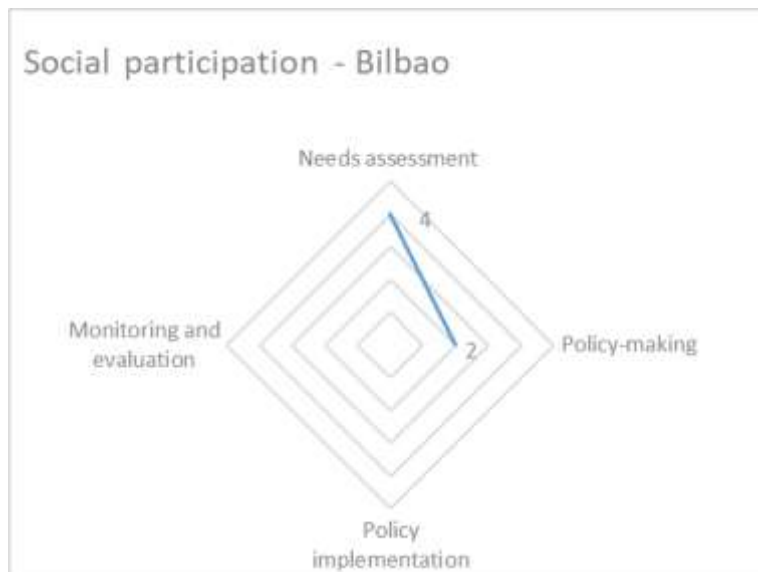 Social participation - Bilbao
Needs assessment
4
Monitoring and
evaluation
2
Policy-making
Policy
implementation